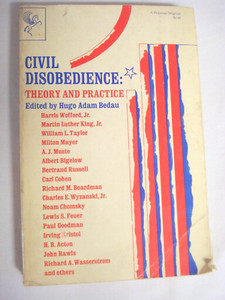 CIVIL
DISOBEDIENCE:
THEORY AND PRACTICE
Edited by Hugo Adam Bedau
Harris Wofford, Jr.
Martin Luther King, Jr.
William L. Taylor
Milton Mayer
A. J. Muste
Albert Bigelow
Bertrand Russell
Carl Cohen
Richard M. Boardman
Charles E. Wyzanski, Jr.
Noam Chomsky
Lewis S. Feuer
Paul Goodman
Irving Kristol
H. B. Acton
John Rawls
Richard A. Wasserstrom
and others